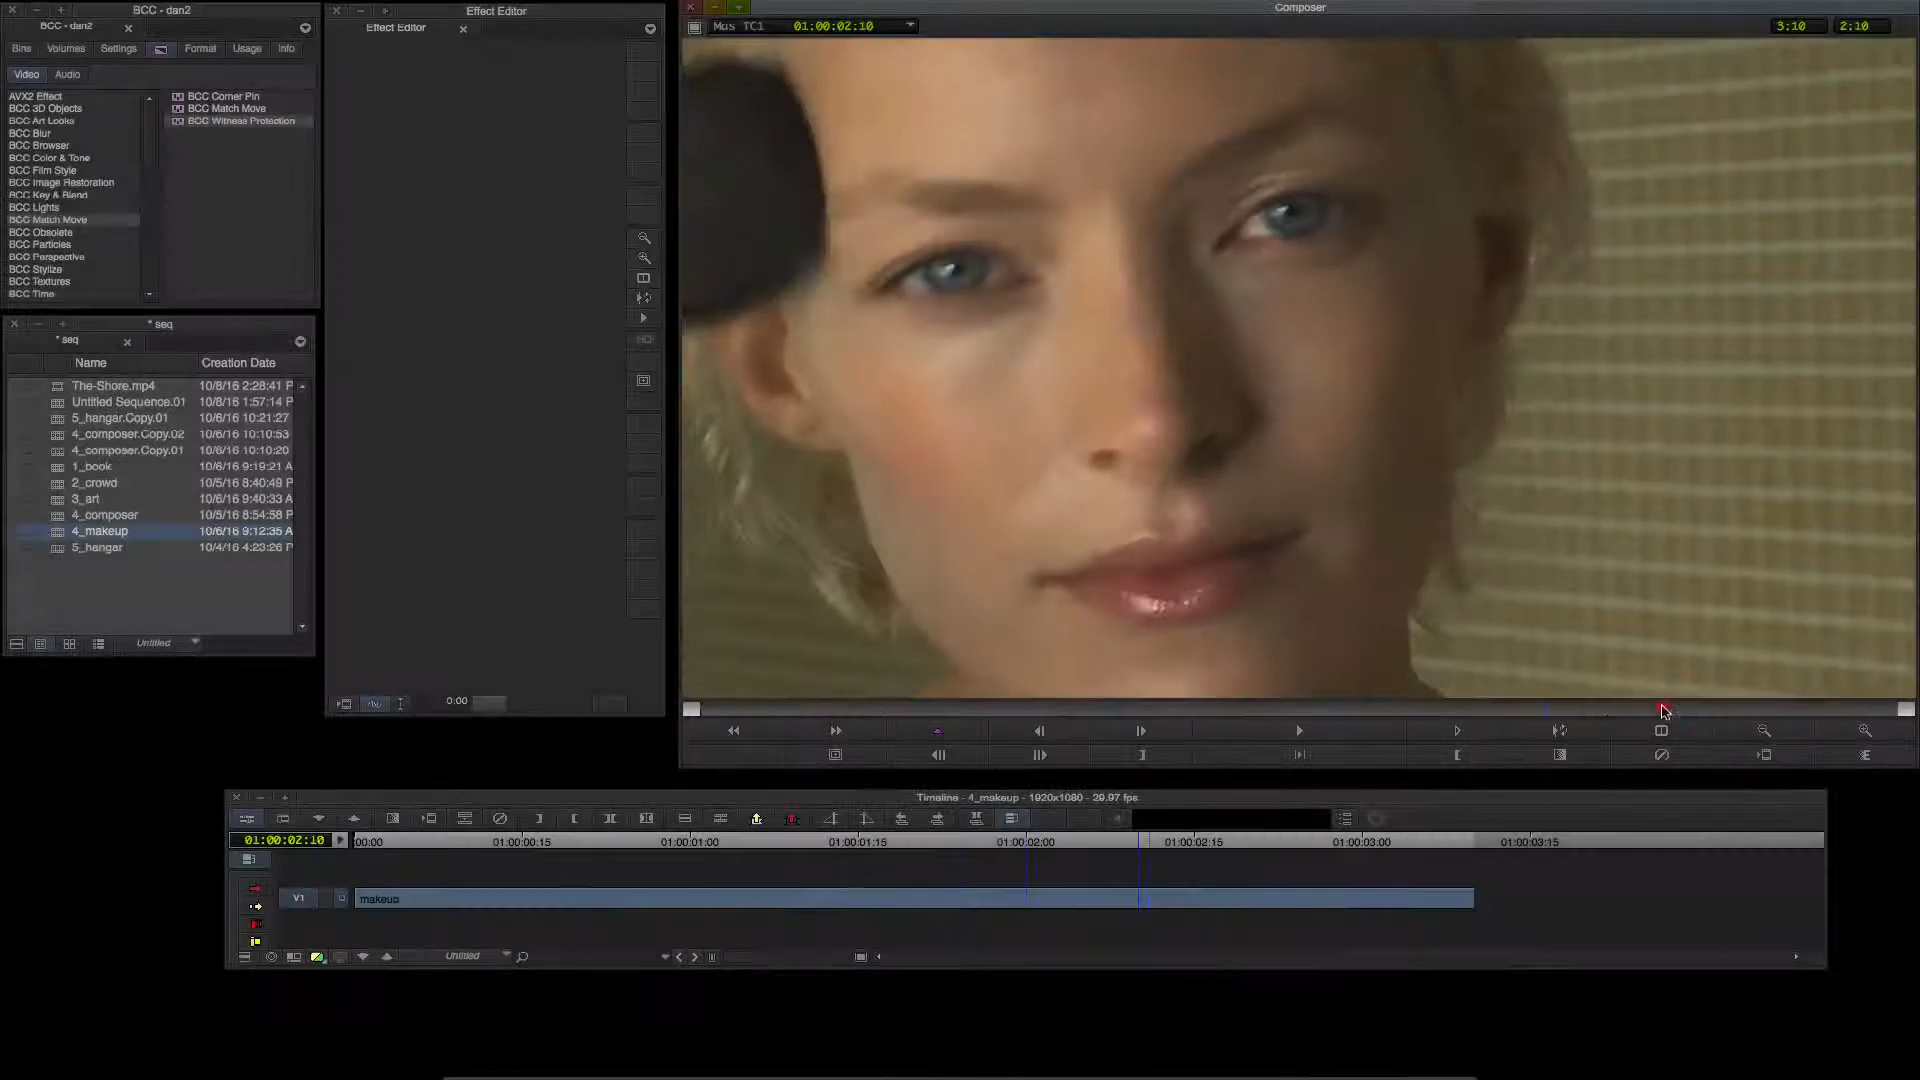 BCC - dan2
BCC - dan2
Bins Volumes Settings Format Usage Info
Video Audio
AVX2 Effect
BCC 3D Objects
BCC Art Looks
BCC Blur
BCC Browser
BCC Color & Tone
BCC Film Style
BCC Image Restoration
BCC Key & Blend
BCC Lights
BCC Match Move
BCC Obsolete
BCC Particles
BCC Perspective
BCC Stylize
BCC Textures
BCC Time
BCC Corner Pin
BCC Match Move
BCC Witness Protection
* seq
* seq
Name Creation Date
The-Shore.mp4 10/8/16 2:28:41 P
Untitled Sequence.01 10/8/16 1:57:14 P
5_hangar.Copy.01 10/6/16 10:21:27
4_composer.Copy.02 10/6/16 10:10:53
4_composer.Copy.01 10/6/16 10:10:20
1_book 10/6/16 9:19:21 A
2_crowd 10/5/16 8:40:49 P
3_art 10/6/16 9:40:33 A
4_composer 10/5/16 8:54:58 P
4_makeup 10/6/16 9:12:35 A
5_hangar 10/4/16 4:23:26 P
Untitled
Effect Editor
Effect Editor
HQ
0:00
Composer
Mas TC1 01:00:02:10
3:10 2:10
Timeline - 4_makeup - 1920x1080 - 29.97 fps
01:00:02:10
:00:00 01:00:00:15 01:00:01:00 01:00:01:15 01:00:02:00 01:00:02:15 01:00:03:00 01:00:03:15
V1 makeup
Untitled